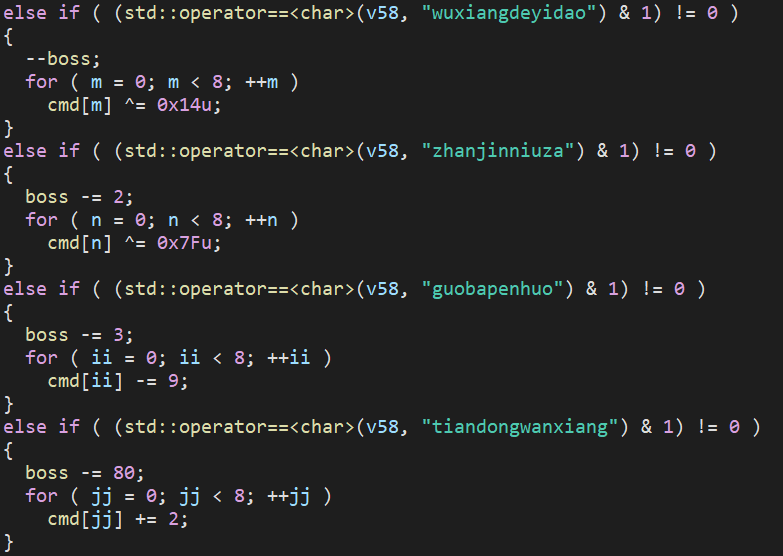 else if ( (std::operator==<char>(v58, "wuxiangdeyidao") & 1) != 0 )
{
  --boss;
  for ( m = 0; m < 8; ++m )
    cmd[m] ^= 0x14u;
}
else if ( (std::operator==<char>(v58, "zhanjinniuza") & 1) != 0 )
{
  boss -= 2;
  for ( n = 0; n < 8; ++n )
    cmd[n] ^= 0x7Fu;
}
else if ( (std::operator==<char>(v58, "guobapenhuo") & 1) != 0 )
{
  boss -= 3;
  for ( ii = 0; ii < 8; ++ii )
    cmd[ii] -= 9;
}
else if ( (std::operator==<char>(v58, "tiandongwanxiang") & 1) != 0 )
{
  boss -= 80;
  for ( jj = 0; jj < 8; ++jj )
    cmd[jj] += 2;
}